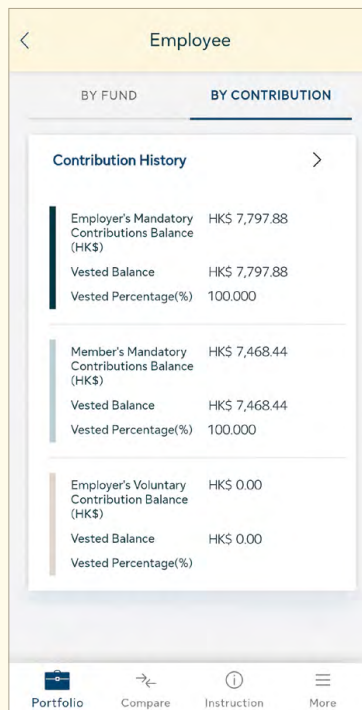 Employee
BY FUND BY CONTRIBUTION
Contribution History
Employer's Mandatory HK$ 7,797.88
Contributions Balance
(HK$)
Vested Balance HK$ 7,797.88
Vested Percentage(%) 100.000
Member's Mandatory HK$ 7,468.44
Contributions Balance
(HK$)
Vested Balance HK$ 7,468.44
Vested Percentage(%) 100.000
Employer's Voluntary HK$ 0.00
Contribution Balance
(HK$)
Vested Balance HK$ 0.00
Vested Percentage(%)
Portfolio Compare Instruction More